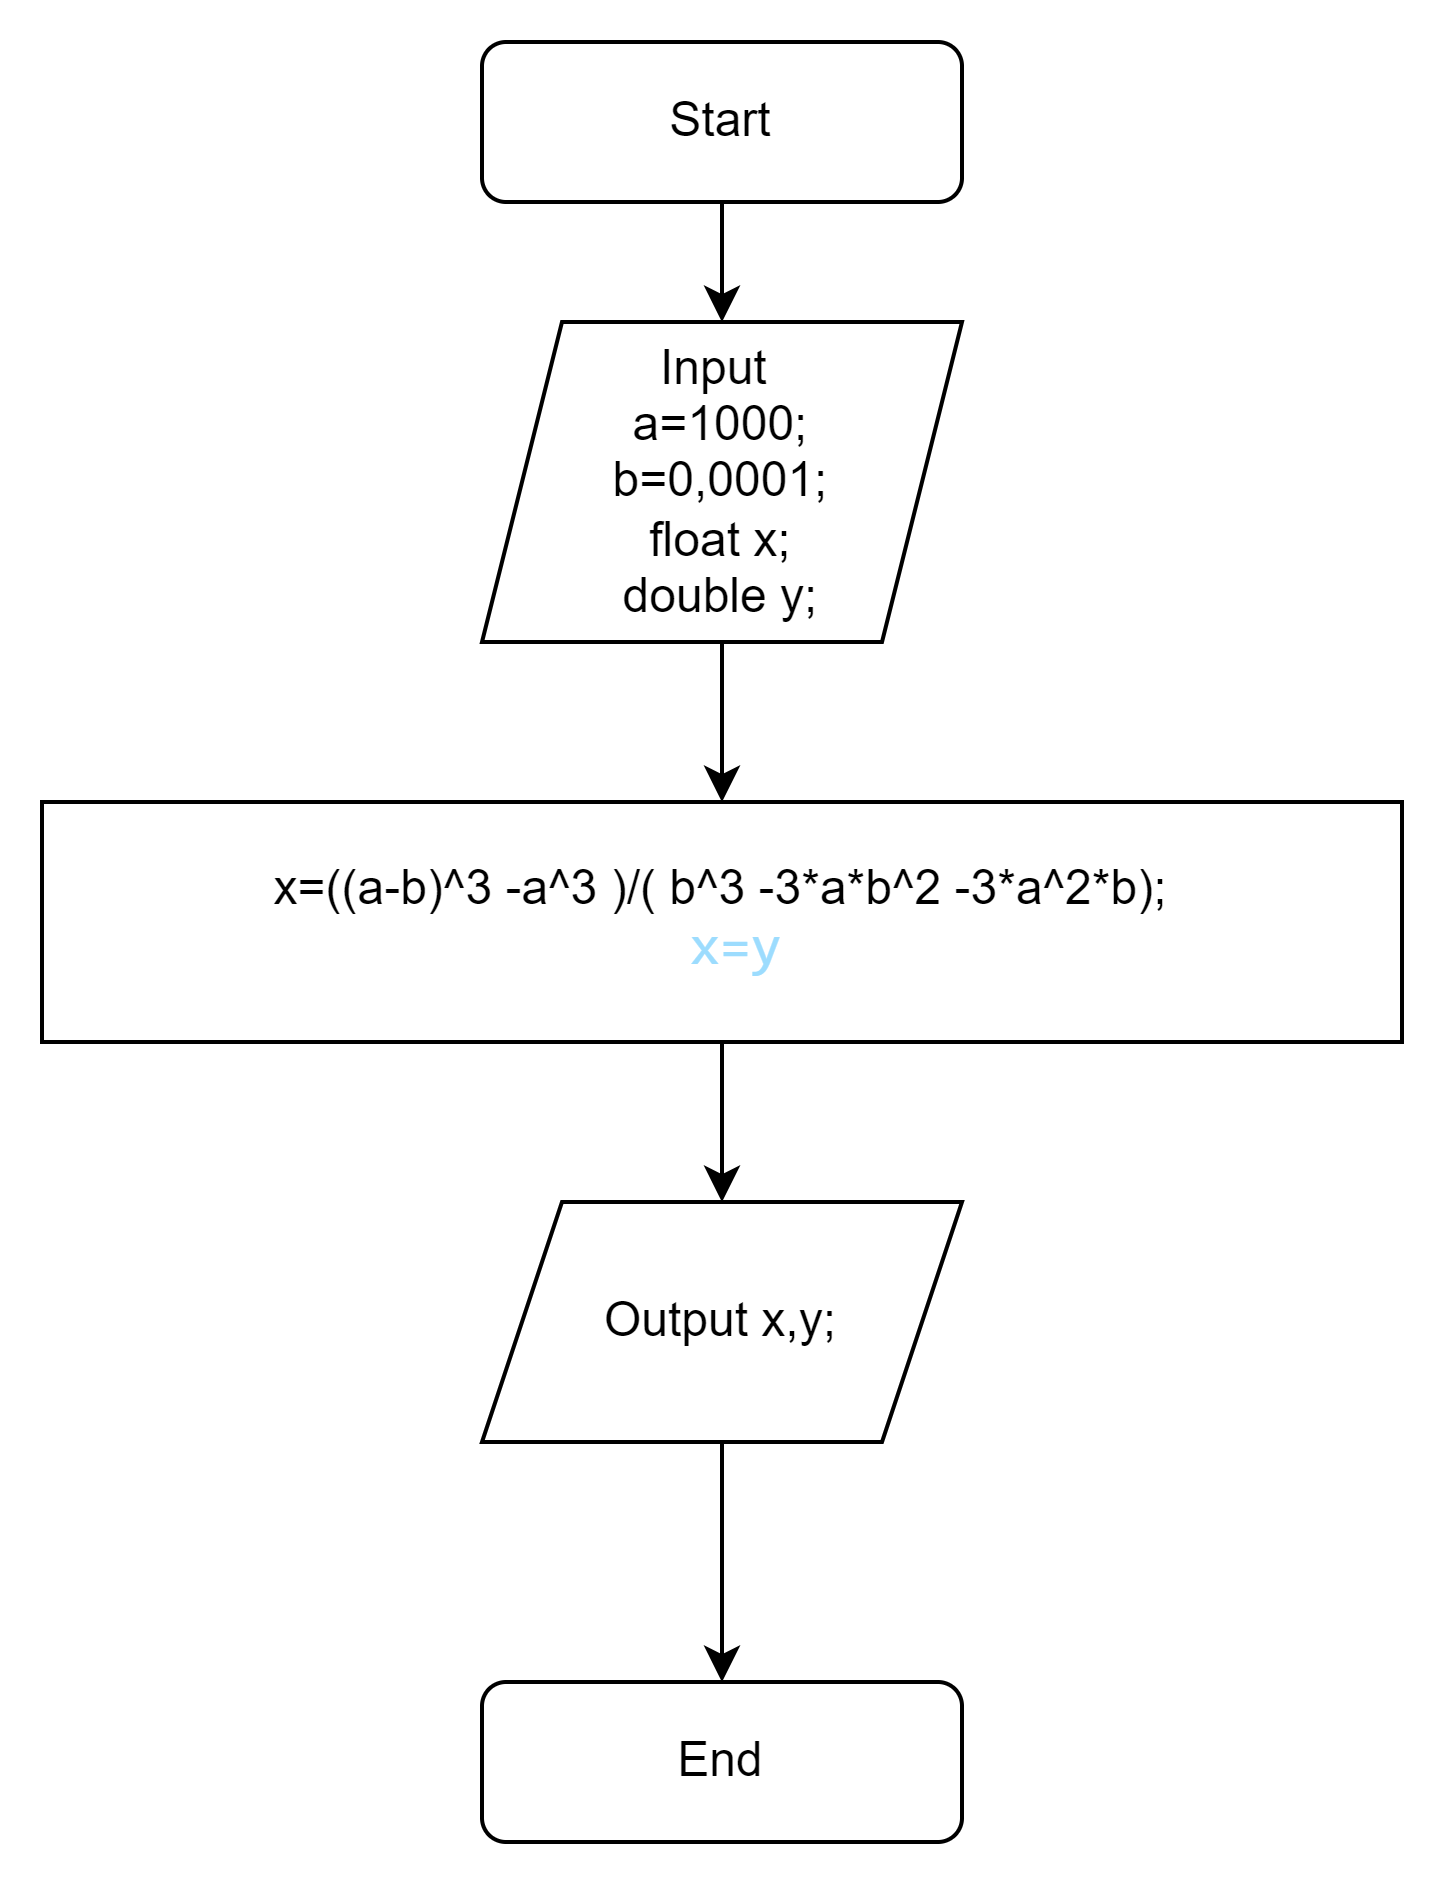 Start
Input
a=1000;
b=0,0001;
float x;
double y;
x=((a-b)^3 -a^3 )/( b^3 -3*a*b^2 -3*a^2*b);
x=y
Output x,y;
End